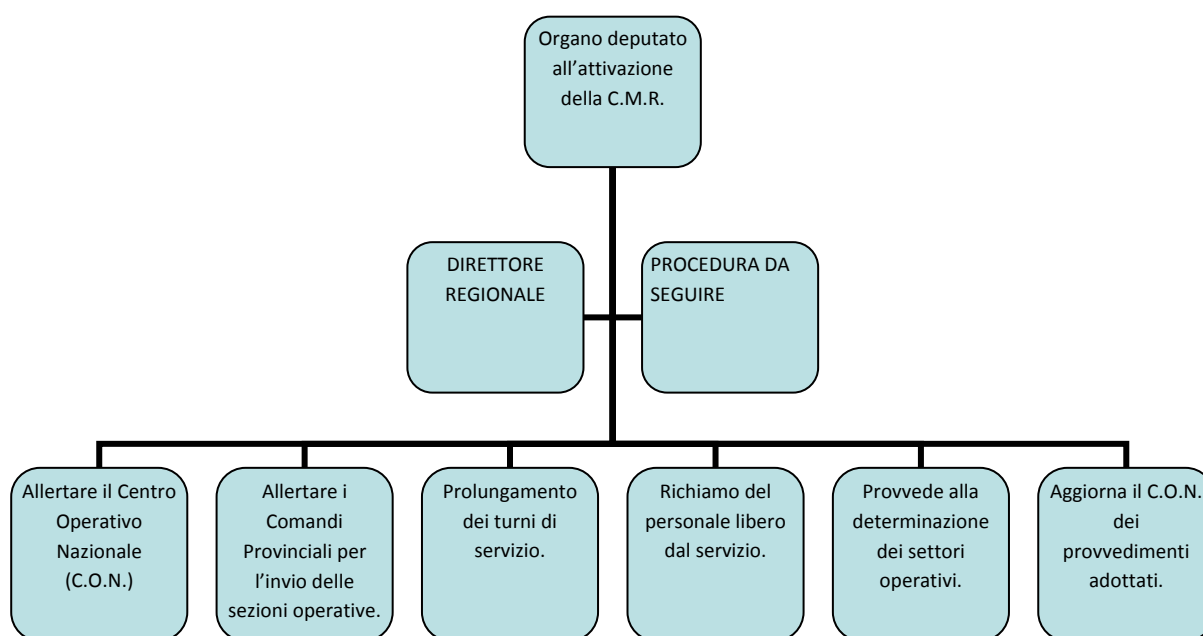 Organo deputato
all’attivazione
della C.M.R.
DIRETTORE
REGIONALE
PROCEDURA DA
SEGUIRE
Allertare il Centro
Operativo
Nazionale
(C.O.N.)
Allertare i
Comandi
Provinciali per
l’invio delle
sezioni operative.
Prolungamento
dei turni di
servizio.
Richiamo del
personale libero
dal servizio.
Provvede alla
determinazione
dei settori
operativi.
Aggiorna il C.O.N.
dei
provvedimenti
adottati.